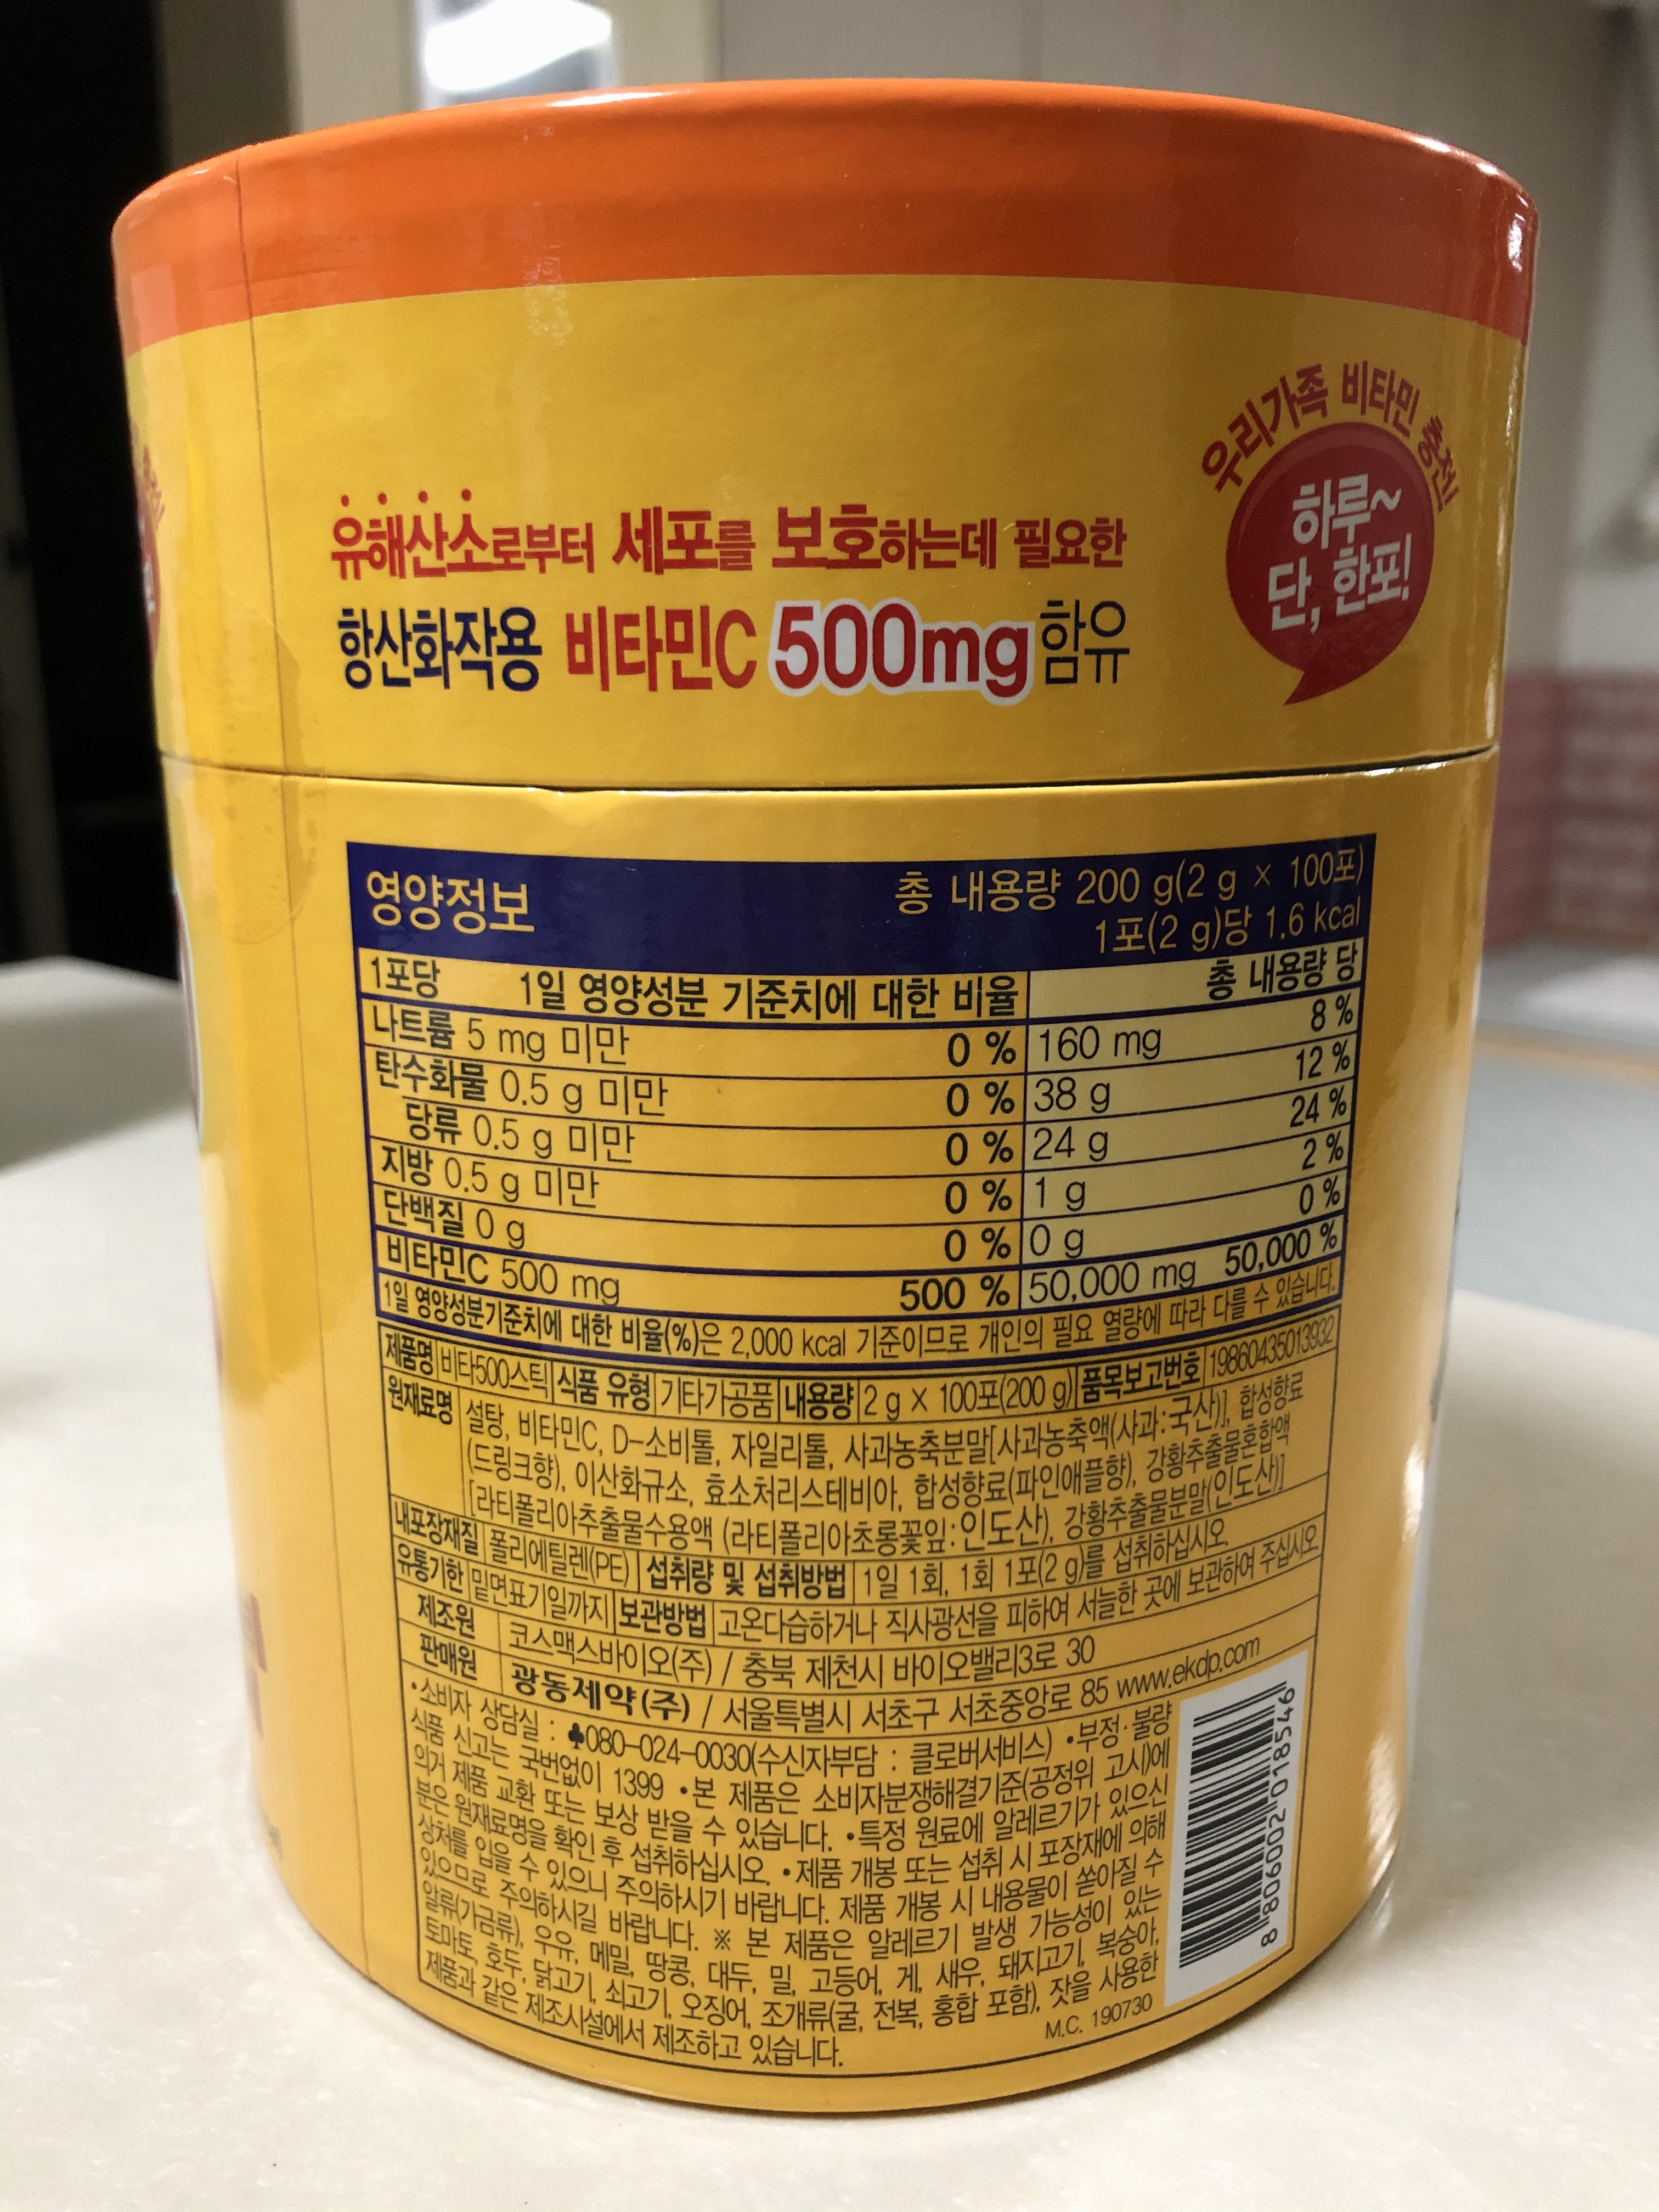 우리가족 비타민 충전!
하루~
단, 한포!
유해산소로부터 세포를 보호하는데 필요한
항산화작용 비타민C 500mg 함유
영양정보 총 내용량 200 g(2 g × 100포)
1포(2 g)당 1.6 kcal
1포당 1일 영양성분 기준치에 대한 비율 총 내용량 당
나트륨 5 mg 미만 0 % 160 mg 8 %
탄수화물 0.5 g 미만 0 % 38 g 12 %
당류 0.5 g 미만 0 % 24 g 24 %
지방 0.5 g 미만 0 % 1 g 2 %
단백질 0 g 0 % 0 g 0 %
비타민C 500 mg 500 % 50,000 mg 50,000 %
1일 영양성분기준치에 대한 비율(%)은 2,000 kcal 기준이므로 개인의 필요 열량에 따라 다를 수 있습니다.
제품명 비타500스틱 식품 유형 기타가공품 내용량 2 g × 100포(200 g) 품목보고번호 19860435013932
원재료명 설탕, 비타민C, D-소비톨, 자일리톨, 사과농축분말[사과농축액(사과:국산)], 합성향료
(드링크향), 이산화규소, 효소처리스테비아, 합성향료(파인애플향), 강황추출물혼합액
[라티폴리아추출물수용액 (라티폴리아초롱꽃잎:인도산), 강황추출물분말(인도산)]
내포장재질 폴리에틸렌(PE) 섭취량 및 섭취방법 1일 1회, 1회 1포(2 g)를 섭취하십시오.
유통기한 밑면표기일까지 보관방법 고온다습하거나 직사광선을 피하여 서늘한 곳에 보관하여 주십시오.
제조원 코스맥스바이오(주) / 충북 제천시 바이오밸리3로 30
판매원 광동제약(주) / 서울특별시 서초구 서초중앙로 85 www.ekdp.com
•소비자 상담실 : ♣080-024-0030(수신자부담 : 클로버서비스) •부정·불량
식품 신고는 국번없이 1399 •본 제품은 소비자분쟁해결기준(공정위 고시)에
의거 제품 교환 또는 보상 받을 수 있습니다. •특정 원료에 알레르기가 있으신
분은 원재료명을 확인 후 섭취하십시오. •제품 개봉 또는 섭취 시 포장재에 의해
상처를 입을 수 있으니 주의하시기 바랍니다. 제품 개봉 시 내용물이 쏟아질 수
있으므로 주의하시길 바랍니다. ※ 본 제품은 알레르기 발생 가능성이 있는
알류(가금류), 우유, 메밀, 땅콩, 대두, 밀, 고등어, 게, 새우, 돼지고기, 복숭아,
토마토, 호두, 닭고기, 쇠고기, 오징어, 조개류(굴, 전복, 홍합 포함), 잣을 사용한
제품과 같은 제조시설에서 제조하고 있습니다.
M.C. 190730
8 806002 018546